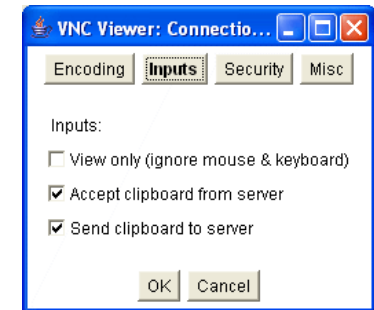 VNC Viewer: Connectio...
Encoding Inputs Security Misc
Inputs:
View only (ignore mouse & keyboard)
Accept clipboard from server
Send clipboard to server
OK Cancel